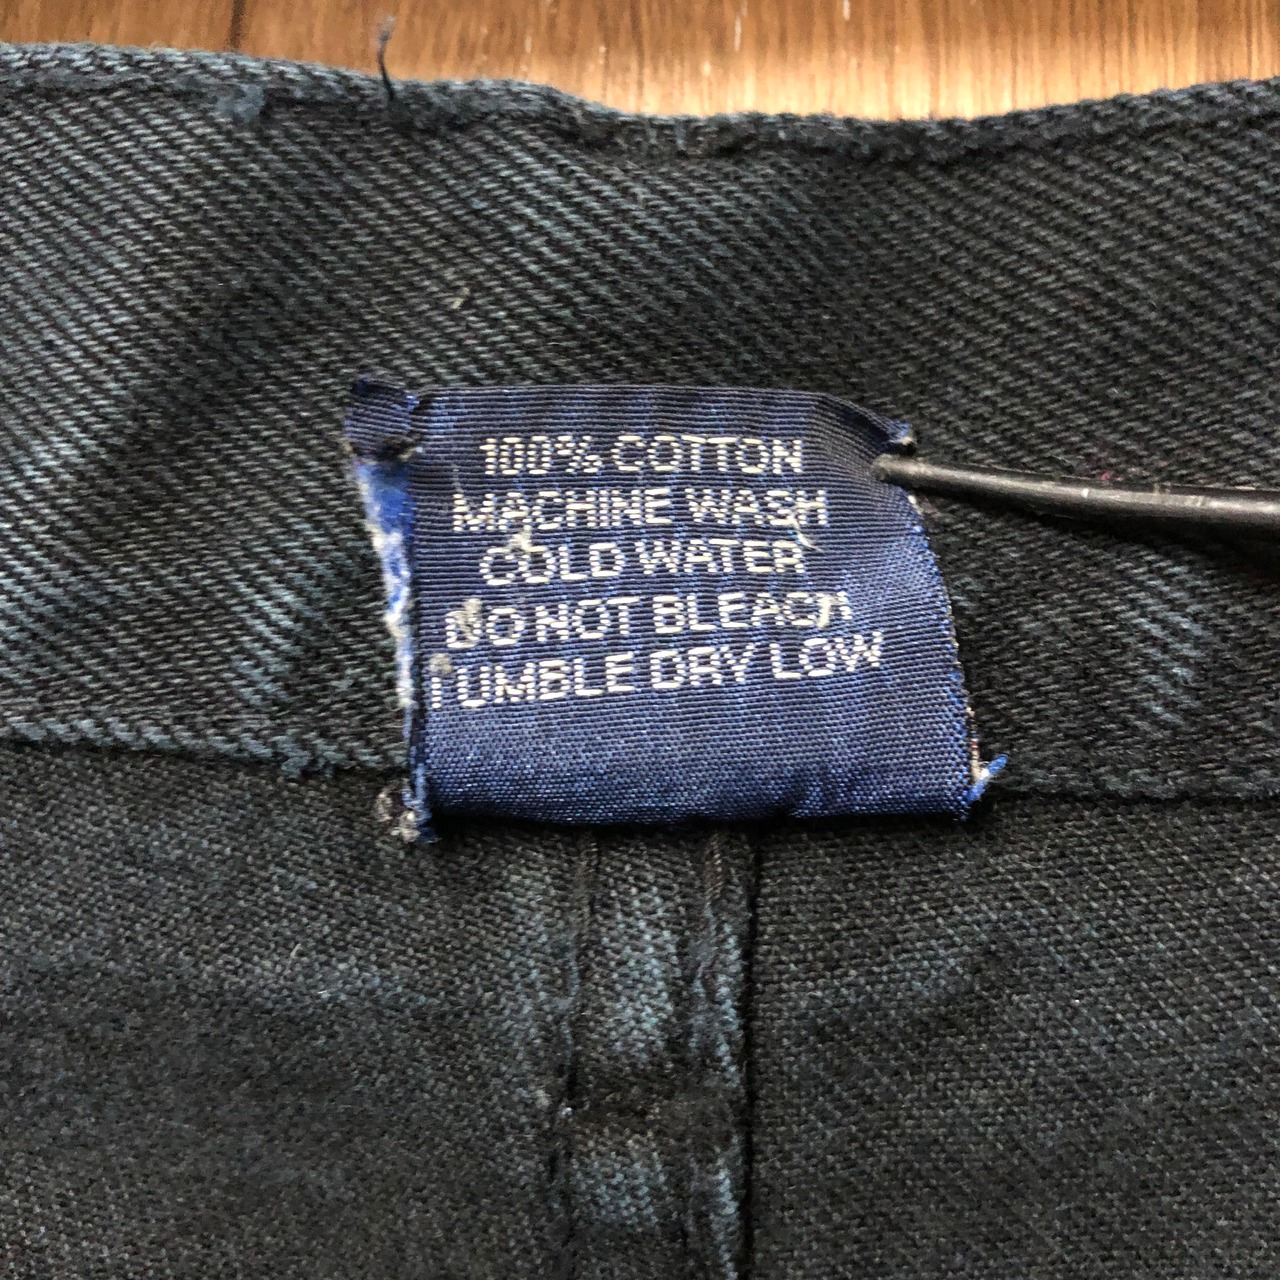 100% COTTON
MACHINE WASH
COLD WATER
DO NOT BLEACH
TUMBLE DRY LOW